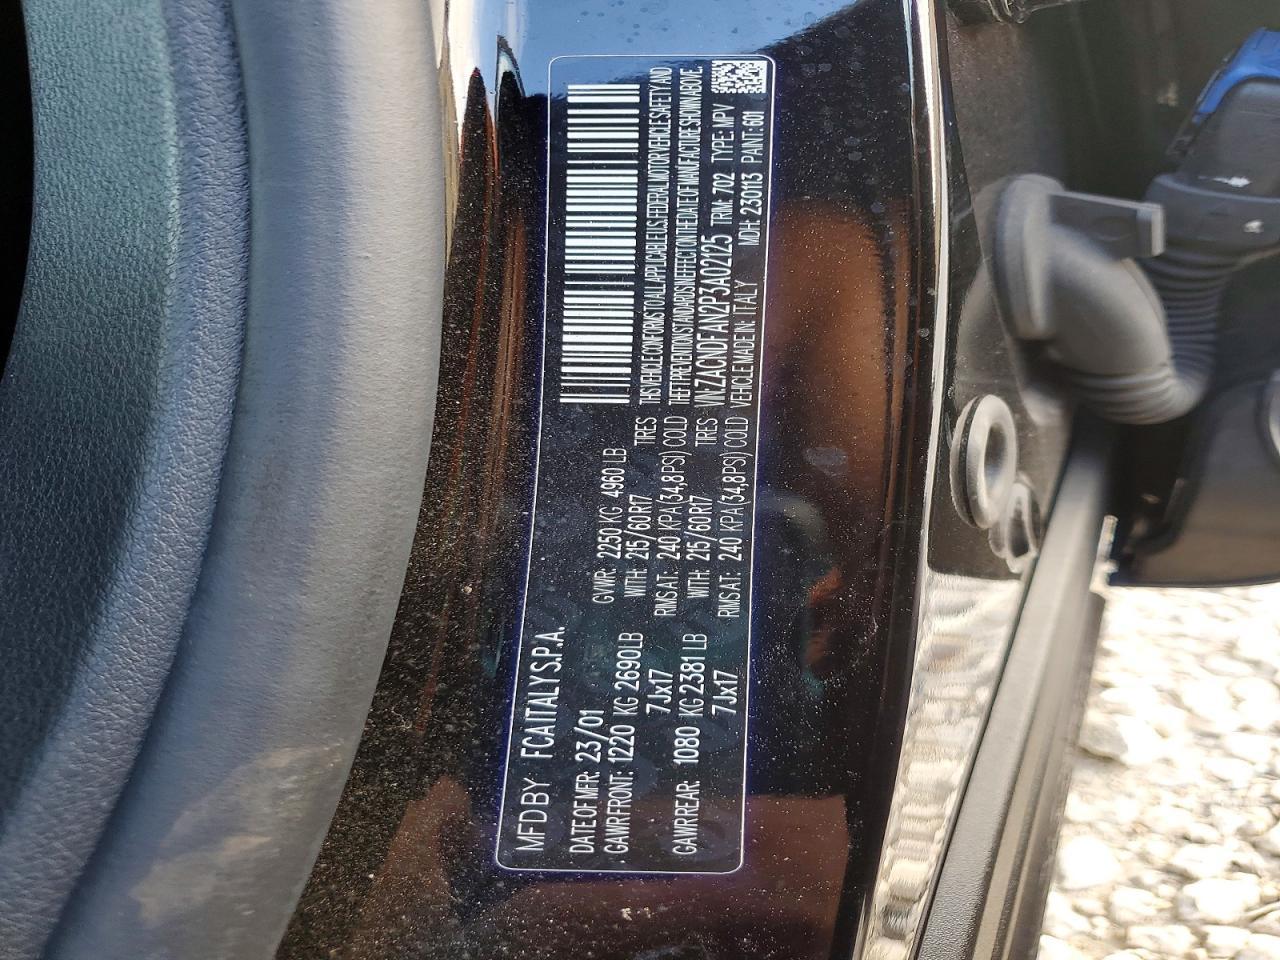 MFD BY FCA ITALY S.P.A.
DATE OF MFR: 23/01 GVWR: 2250 KG 4960 LB
GAWR FRONT: 1220 KG 2690LB WITH: 215/60R17 TIRES
7Jx17 RIMS AT: 240 KPA(34,8PSI) COLD
GAWR REAR: 1080 KG 2381 LB WITH: 215/60R17 TIRES
7Jx17 RIMS AT: 240 KPA(34,8PSI) COLD
THIS VEHICLE CONFORMS TO ALL APPLICABLE U.S. FEDERAL MOTOR VEHICLE SAFETY AND
THEFT PREVENTION STANDARDS IN EFFECT ON THE DATE OF MANUFACTURE SHOWN ABOVE.
VIN: ZACNDFAN2P3A02125 TRIM: 702 TYPE: MPV
VEHICLE MADE IN: ITALY MDH: 230113 PAINT: 601